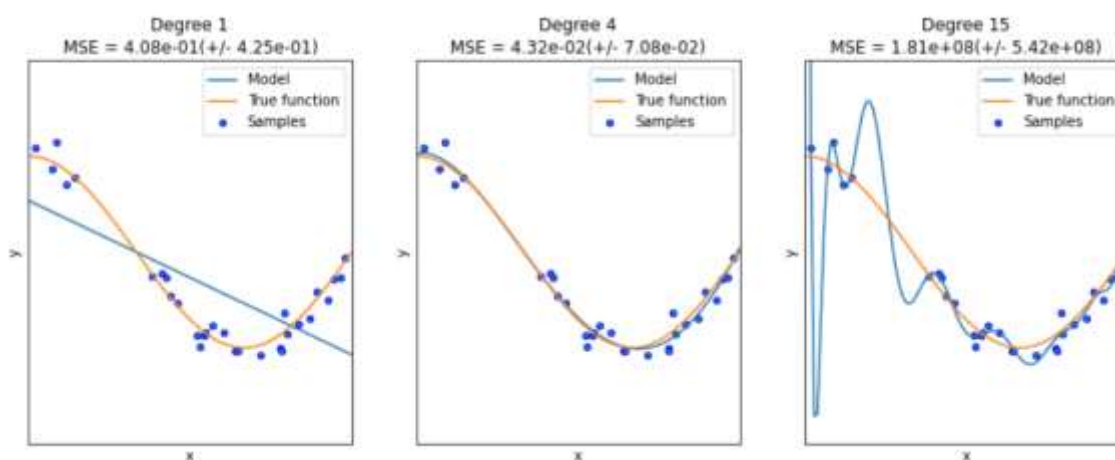 Degree 1
MSE = 4.08e-01(+/- 4.25e-01)
Model
True function
Samples
y
x
Degree 4
MSE = 4.32e-02(+/- 7.08e-02)
Model
True function
Samples
y
x
Degree 15
MSE = 1.81e+08(+/- 5.42e+08)
Model
True function
Samples
y
x